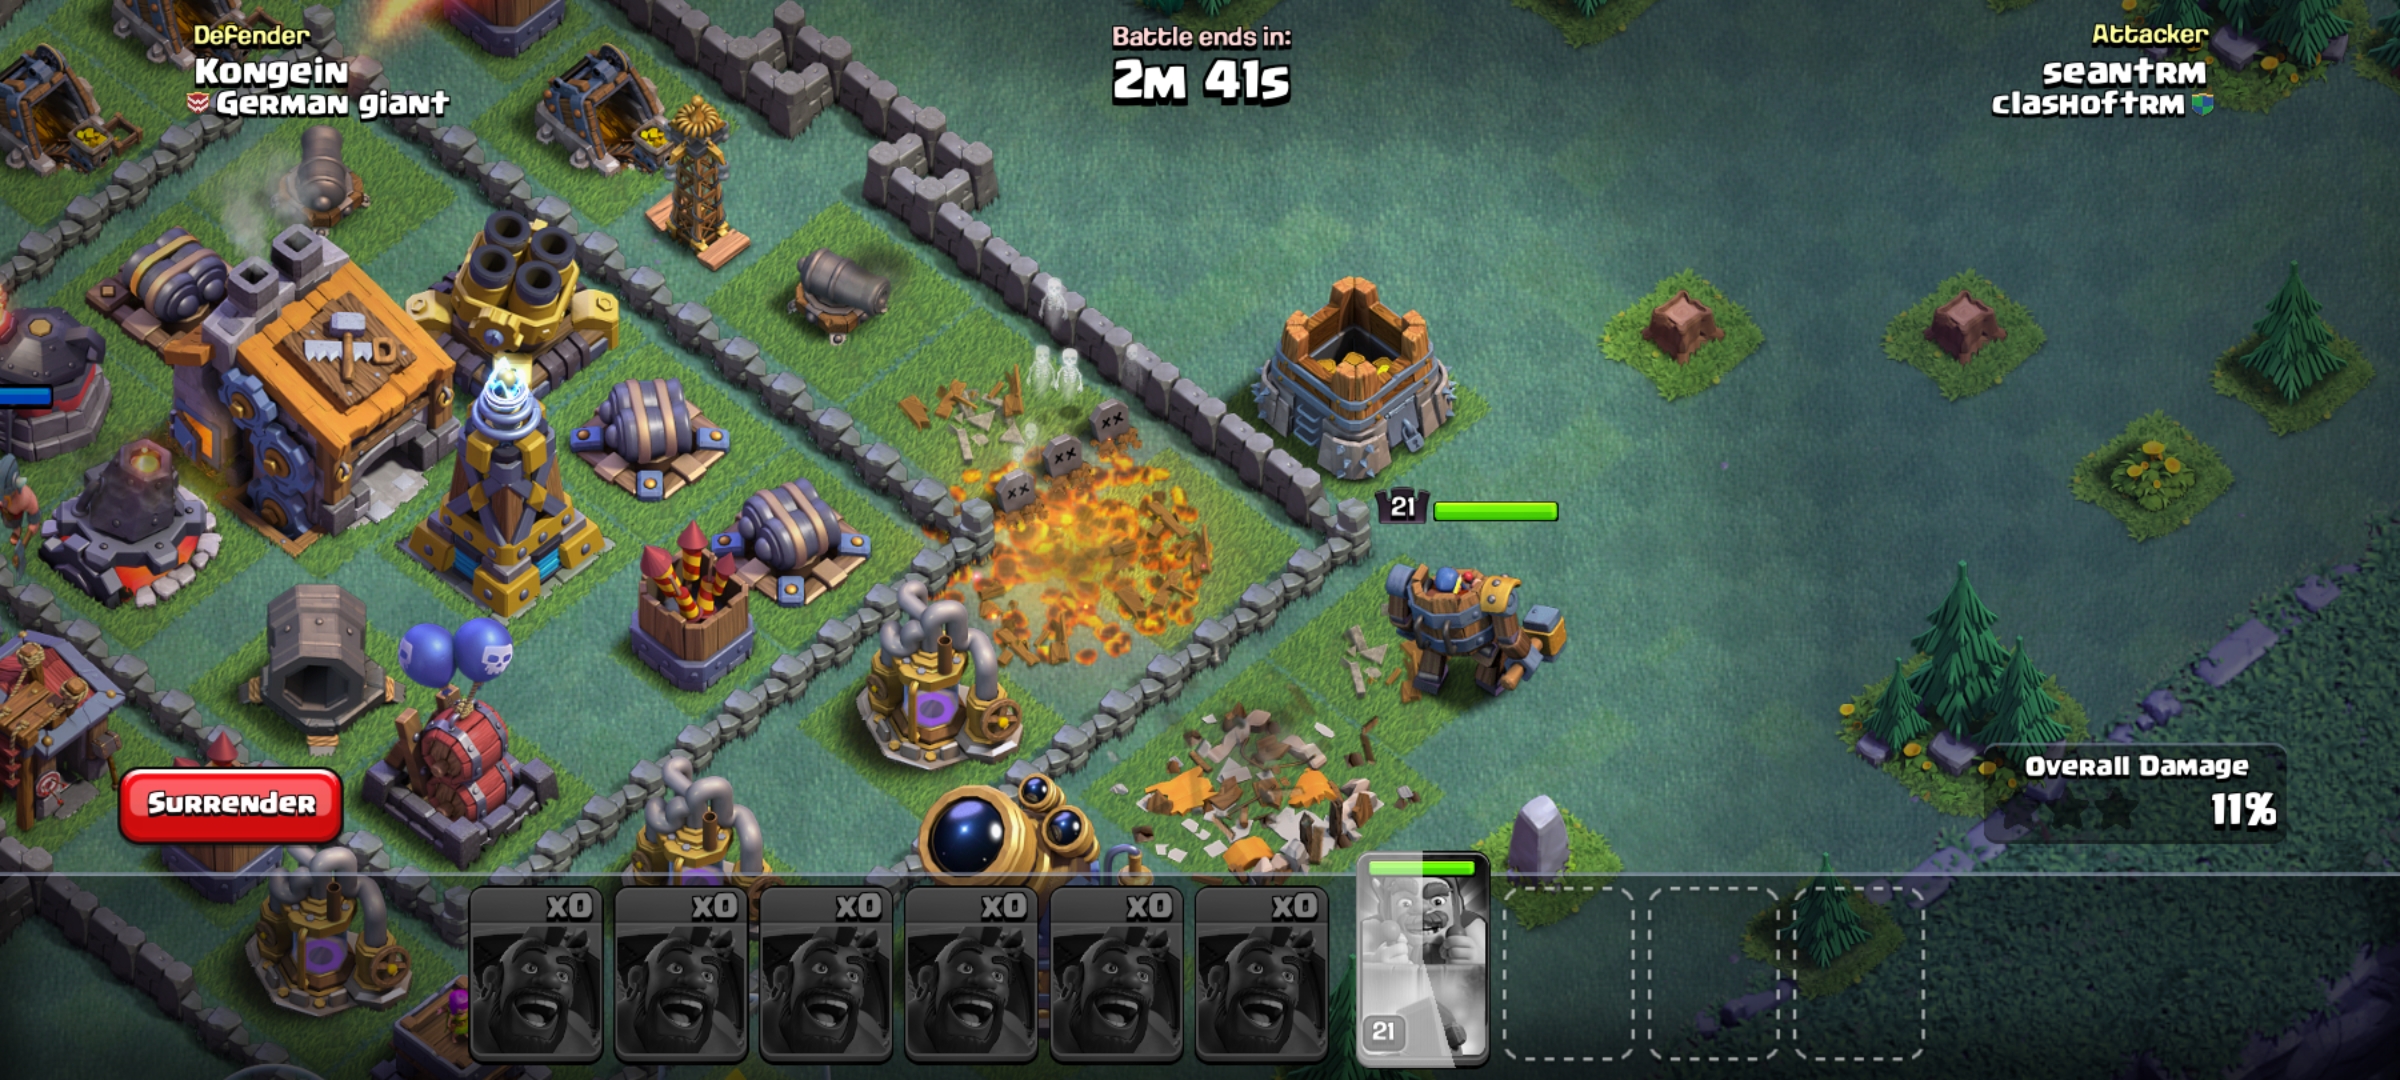 Defender
Kongein
German giant
Battle ends in:
2M 41s
Attacker
seantrm
clashoftrm
21
Surrender
Overall Damage
11%
x0 x0 x0 x0 x0 x0
21